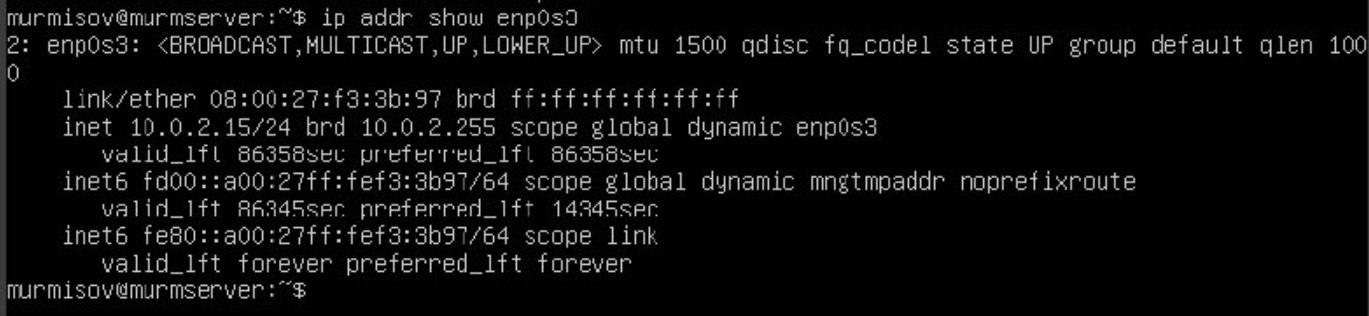 murmisov@murmserver:~$ ip addr show enp0s3
2: enp0s3: <BROADCAST,MULTICAST,UP,LOWER_UP> mtu 1500 qdisc fq_codel state UP group default qlen 100
0
    link/ether 08:00:27:f3:3b:97 brd ff:ff:ff:ff:ff:ff
    inet 10.0.2.15/24 brd 10.0.2.255 scope global dynamic enp0s3
       valid_lft 86358sec preferred_lft 86358sec
    inet6 fd00::a00:27ff:fef3:3b97/64 scope global dynamic mngtmpaddr noprefixroute
       valid_lft 86345sec preferred_lft 14345sec
    inet6 fe80::a00:27ff:fef3:3b97/64 scope link
       valid_lft forever preferred_lft forever
murmisov@murmserver:~$